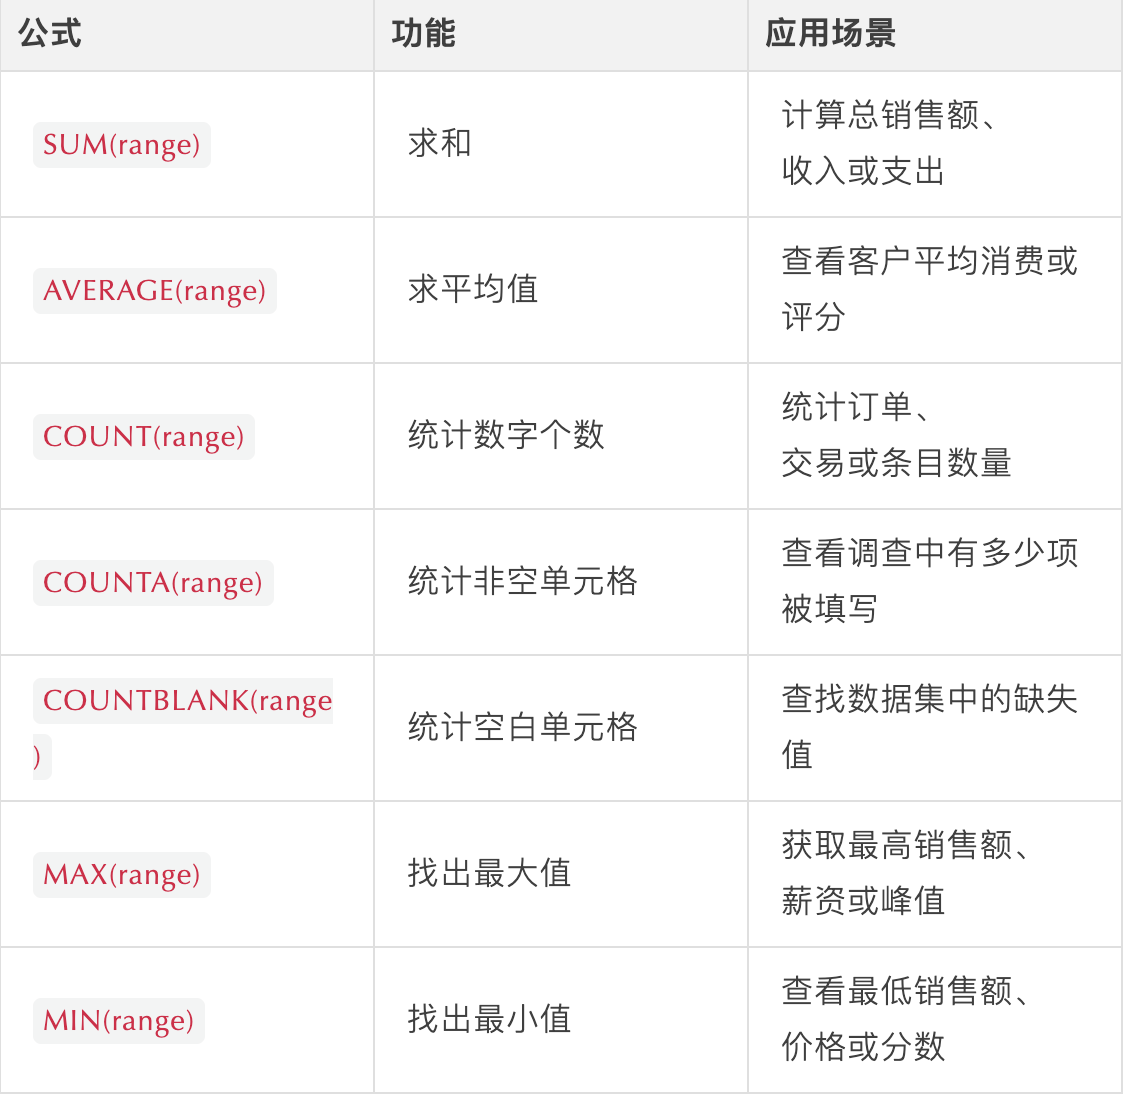 公式 功能 应用场景
SUM(range) 求和 计算总销售额、
收入或支出
AVERAGE(range) 求平均值 查看客户平均消费或
评分
COUNT(range) 统计数字个数 统计订单、
交易或条目数量
COUNTA(range) 统计非空单元格 查看调查中有多少项
被填写
COUNTBLANK(range
) 统计空白单元格 查找数据集中的缺失
值
MAX(range) 找出最大值 获取最高销售额、
薪资或峰值
MIN(range) 找出最小值 查看最低销售额、
价格或分数